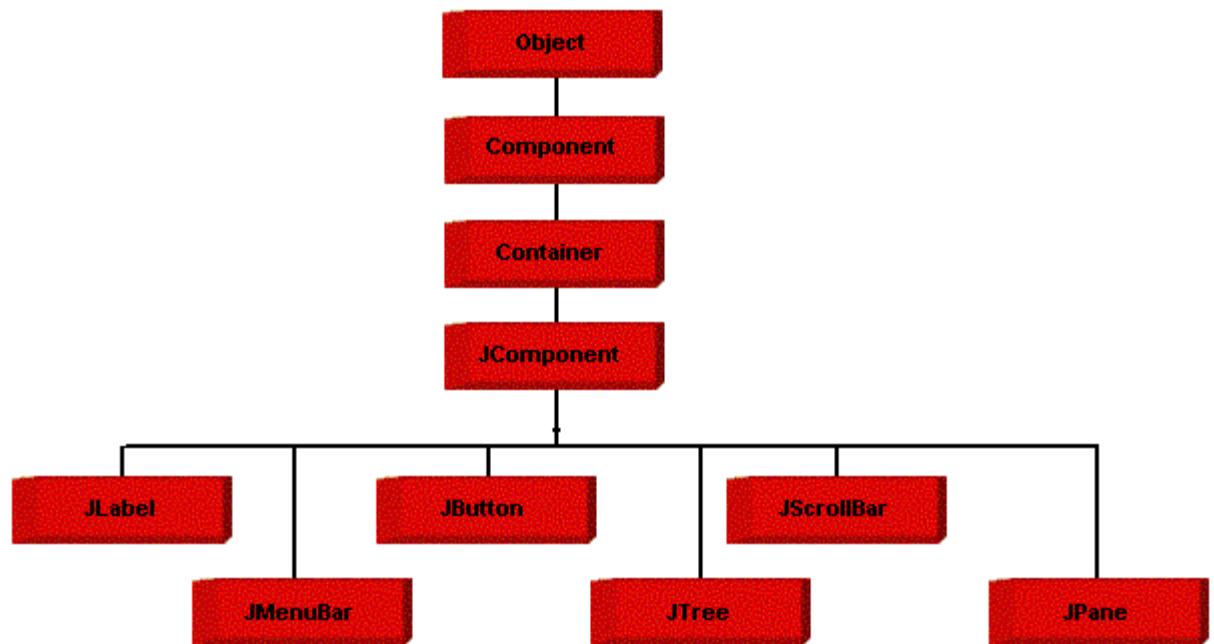 Object
Component
Container
JComponent
JLabel
JButton
JScrollBar
JMenuBar
JTree
JPane